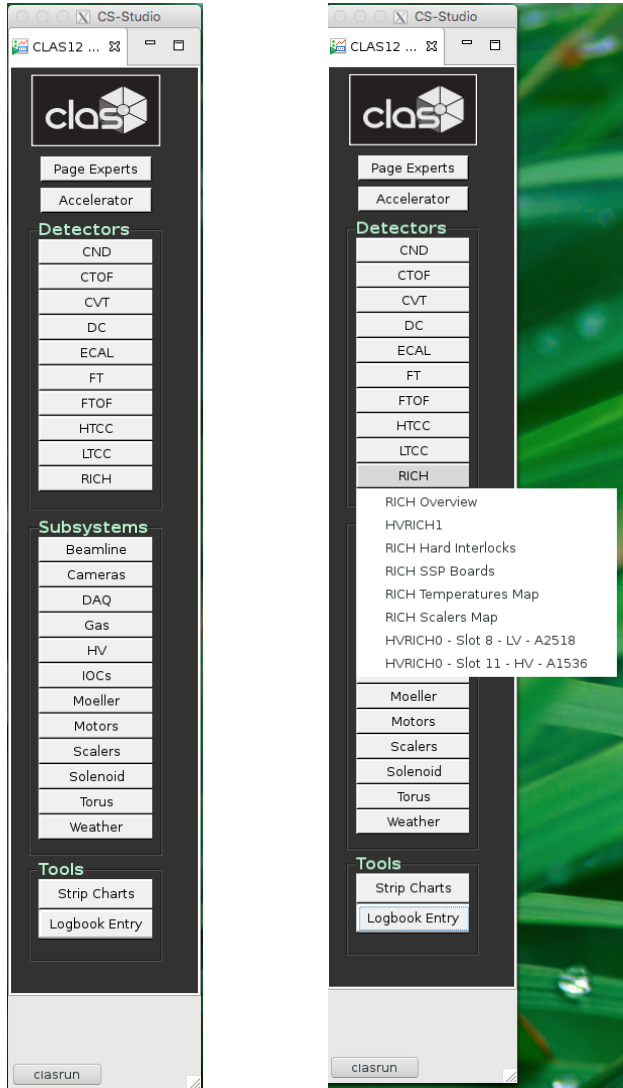 X CS-Studio
CLAS12 ...
clas
Page Experts
Accelerator
Detectors
CND
CTOF
CVT
DC
ECAL
FT
FTOF
HTCC
LTCC
RICH
Subsystems
Beamline
Cameras
DAQ
Gas
HV
IOCs
Moeller
Motors
Scalers
Solenoid
Torus
Weather
Tools
Strip Charts
Logbook Entry
clasrun
X CS-Studio
CLAS12 ...
clas
Page Experts
Accelerator
Detectors
CND
CTOF
CVT
DC
ECAL
FT
FTOF
HTCC
LTCC
RICH
RICH Overview
HVRICH1
RICH Hard Interlocks
RICH SSP Boards
RICH Temperatures Map
RICH Scalers Map
HVRICH0 - Slot 8 - LV - A2518
HVRICH0 - Slot 11 - HV - A1536
Moeller
Motors
Scalers
Solenoid
Torus
Weather
Tools
Strip Charts
Logbook Entry
clasrun